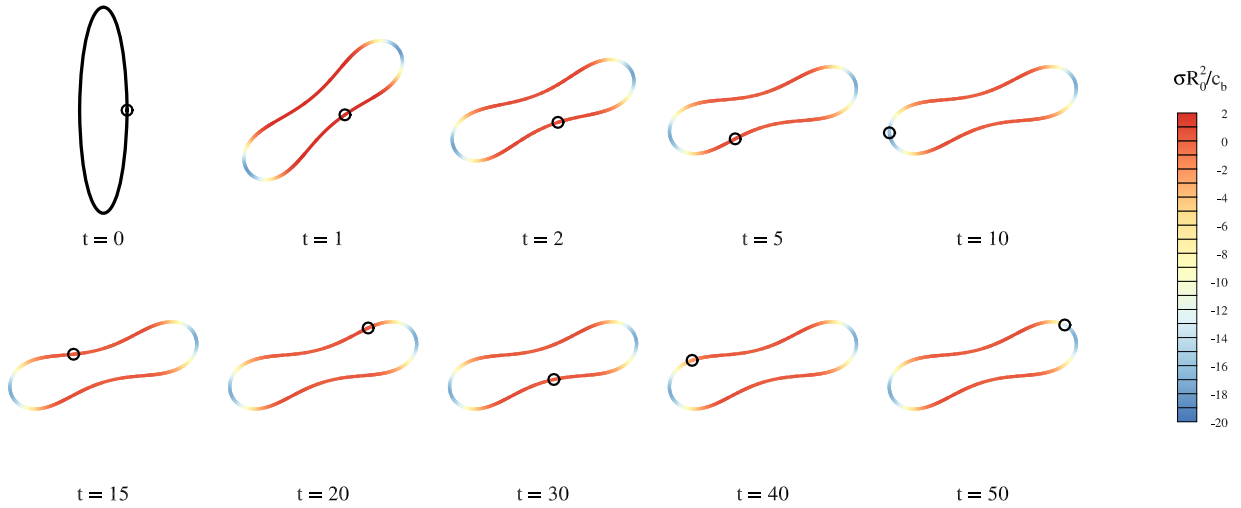 σR₀²/c_b
2
0
-2
-4
-6
-8
-10
-12
-14
-16
-18
-20
t = 0
t = 1
t = 2
t = 5
t = 10
t = 15
t = 20
t = 30
t = 40
t = 50